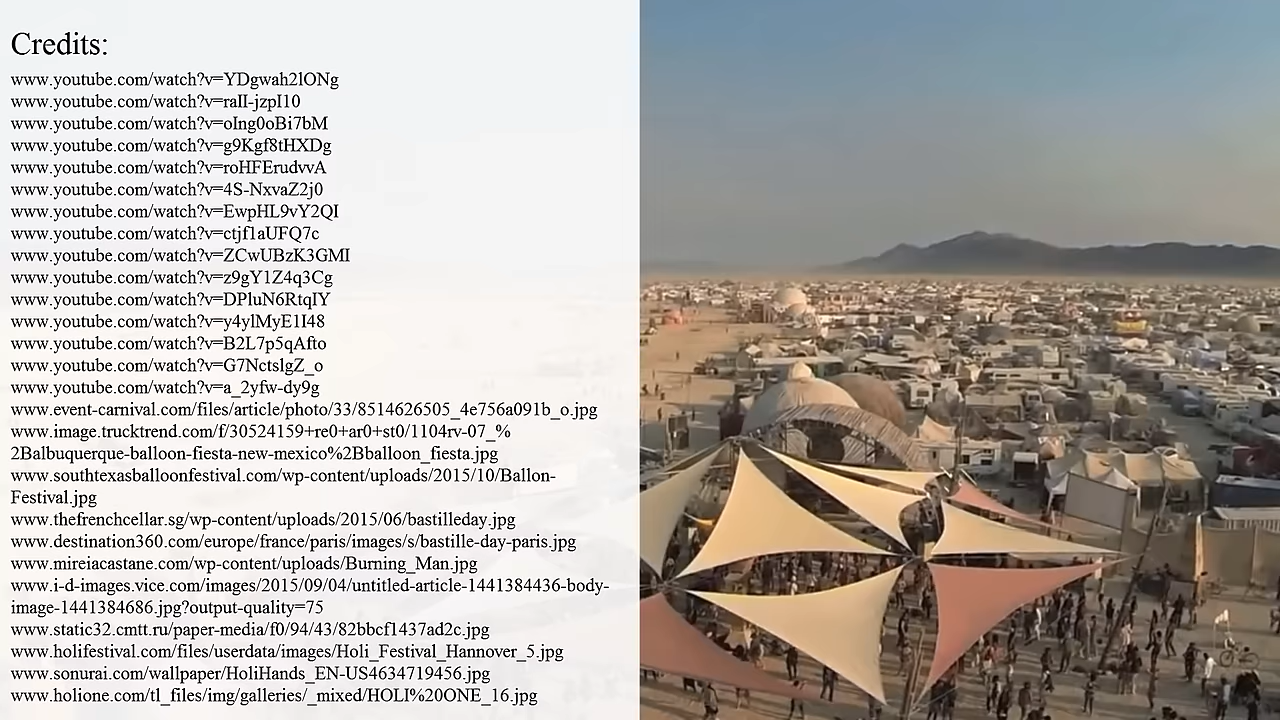 Credits:
www.youtube.com/watch?v=YDgwah2lONg
www.youtube.com/watch?v=raII-jzpI10
www.youtube.com/watch?v=oIng0oBi7bM
www.youtube.com/watch?v=g9Kgf8tHXDg
www.youtube.com/watch?v=roHFErudvvA
www.youtube.com/watch?v=4S-NxvaZ2j0
www.youtube.com/watch?v=EwpHL9vY2QI
www.youtube.com/watch?v=ctjf1aUFQ7c
www.youtube.com/watch?v=ZCwUBzK3GMI
www.youtube.com/watch?v=z9gY1Z4q3Cg
www.youtube.com/watch?v=DPluN6RtqIY
www.youtube.com/watch?v=y4ylMyE1I48
www.youtube.com/watch?v=B2L7p5qAfto
www.youtube.com/watch?v=G7NctslgZ_o
www.youtube.com/watch?v=a_2yfw-dy9g
www.event-carnival.com/files/article/photo/33/8514626505_4e756a091b_o.jpg
www.image.trucktrend.com/f/30524159+re0+ar0+st0/1104rv-07_%
2Balbuquerque-balloon-fiesta-new-mexico%2Bballoon_fiesta.jpg
www.southtexasballoonfestival.com/wp-content/uploads/2015/10/Ballon-
Festival.jpg
www.thefrenchcellar.sg/wp-content/uploads/2015/06/bastilleday.jpg
www.destination360.com/europe/france/paris/images/s/bastille-day-paris.jpg
www.mireiacastane.com/wp-content/uploads/Burning_Man.jpg
www.i-d-images.vice.com/images/2015/09/04/untitled-article-1441384436-body-
image-1441384686.jpg?output-quality=75
www.static32.cmtt.ru/paper-media/f0/94/43/82bbcf1437ad2c.jpg
www.holifestival.com/files/userdata/images/Holi_Festival_Hannover_5.jpg
www.sonurai.com/wallpaper/HoliHands_EN-US4634719456.jpg
www.holione.com/tl_files/img/galleries/_mixed/HOLI%20ONE_16.jpg